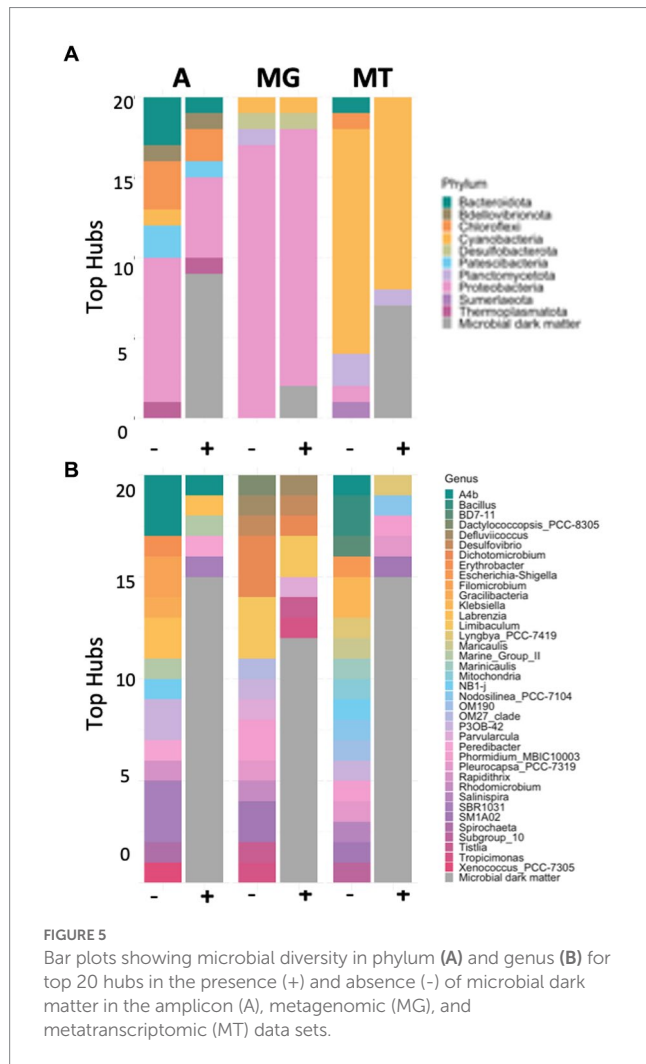 A
A MG MT
20
15
10
5
0
Top Hubs
- + - + - +
Phylum
Bacteroidota
Bdellovibrionota
Chloroflexi
Cyanobacteria
Desulfobacterota
Patescibacteria
Planctomycetota
Proteobacteria
Sumerlaeota
Thermoplasmatota
Microbial dark matter
B
20
15
10
5
0
Top Hubs
- + - + - +
Genus
A4b
Bacillus
BD7-11
Dactylococcopsis_PCC-8305
Defluviicoccus
Desulfovibrio
Dichotomicrobium
Erythrobacter
Escherichia-Shigella
Filomicrobium
Gracilibacteria
Klebsiella
Labrenzia
Limibaculum
Lyngbya_PCC-7419
Maricaulis
Marine_Group_II
Marinicaulis
Mitochondria
NB1-j
Nodosilinea_PCC-7104
OM190
OM27_clade
P3OB-42
Parvularcula
Peredibacter
Phormidium_MBIC10003
Pleurocapsa_PCC-7319
Rapidithrix
Rhodomicrobium
Salinispira
SBR1031
SM1A02
Spirochaeta
Subgroup_10
Tistlia
Tropicimonas
Xenococcus_PCC-7305
Microbial dark matter
FIGURE 5
Bar plots showing microbial diversity in phylum (A) and genus (B) for
top 20 hubs in the presence (+) and absence (-) of microbial dark
matter in the amplicon (A), metagenomic (MG), and
metatranscriptomic (MT) data sets.